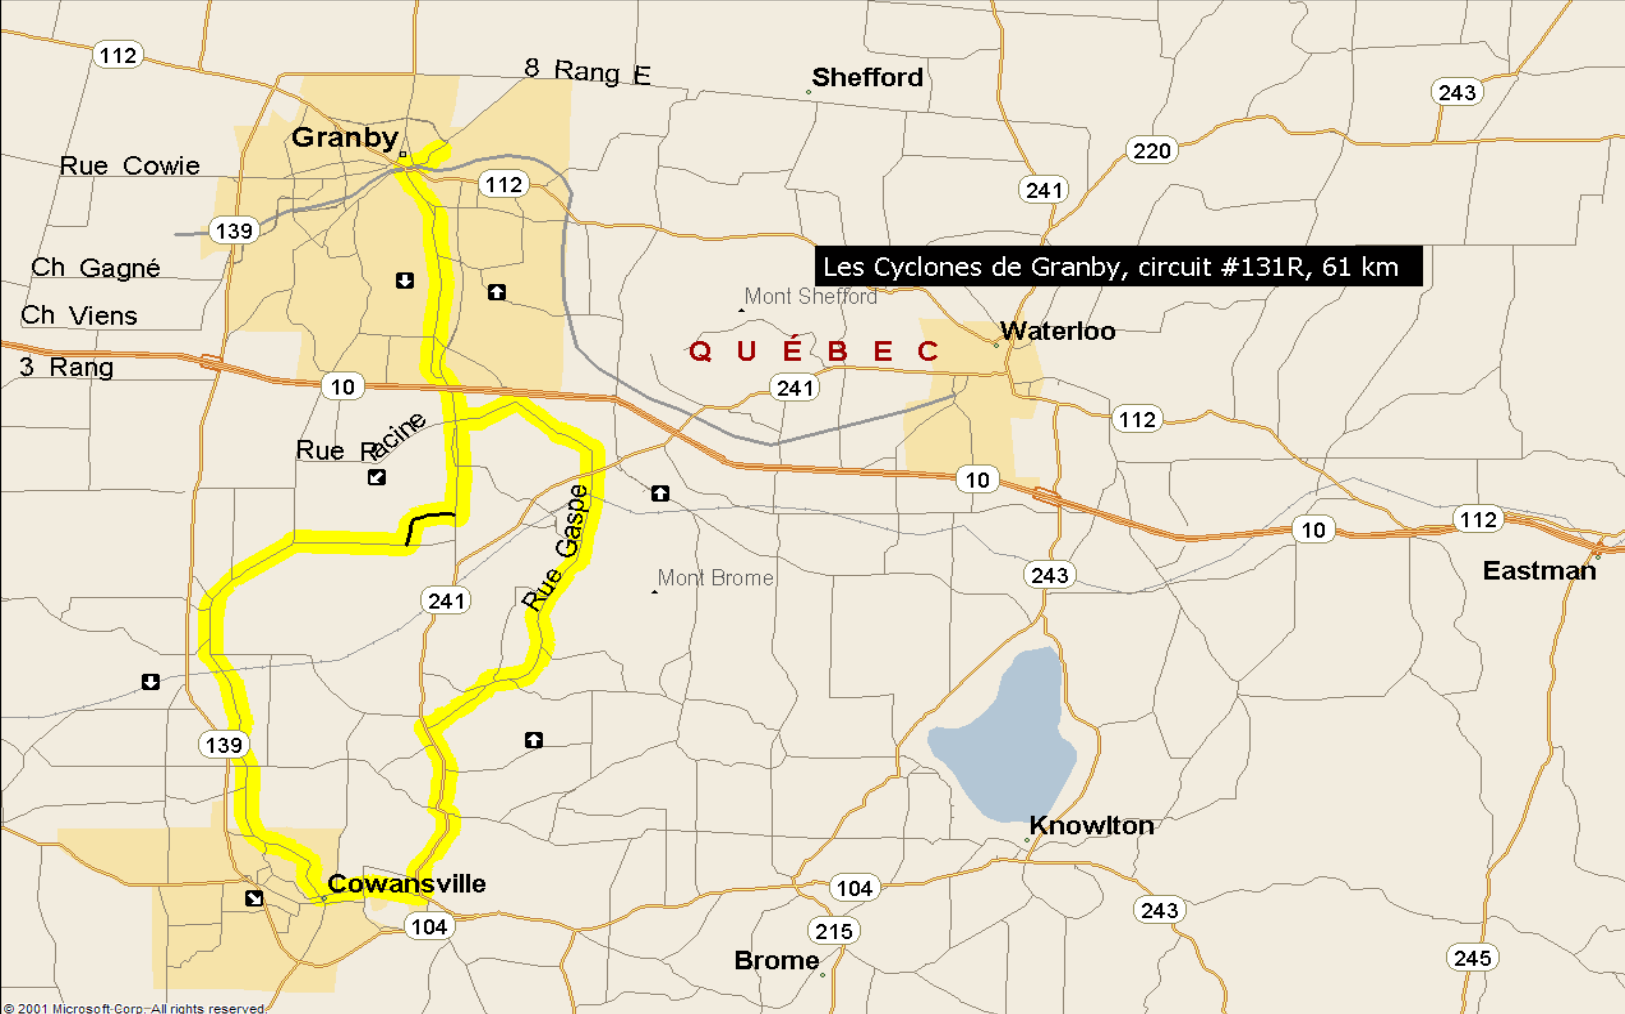 112
8 Rang E
Shefford
243
Granby
220
Rue Cowie
112
241
139
Ch Gagné
Les Cyclones de Granby, circuit #131R, 61 km
Mont Shefford
Ch Viens
Waterloo
QUÉBEC
3 Rang
10
241
112
Rue Racine
10
112
10
Rue Gaspe
Eastman
243
Mont Brome
241
139
Knowlton
Cowansville
104
104
243
215
Brome
245
© 2001 Microsoft Corp. All rights reserved.